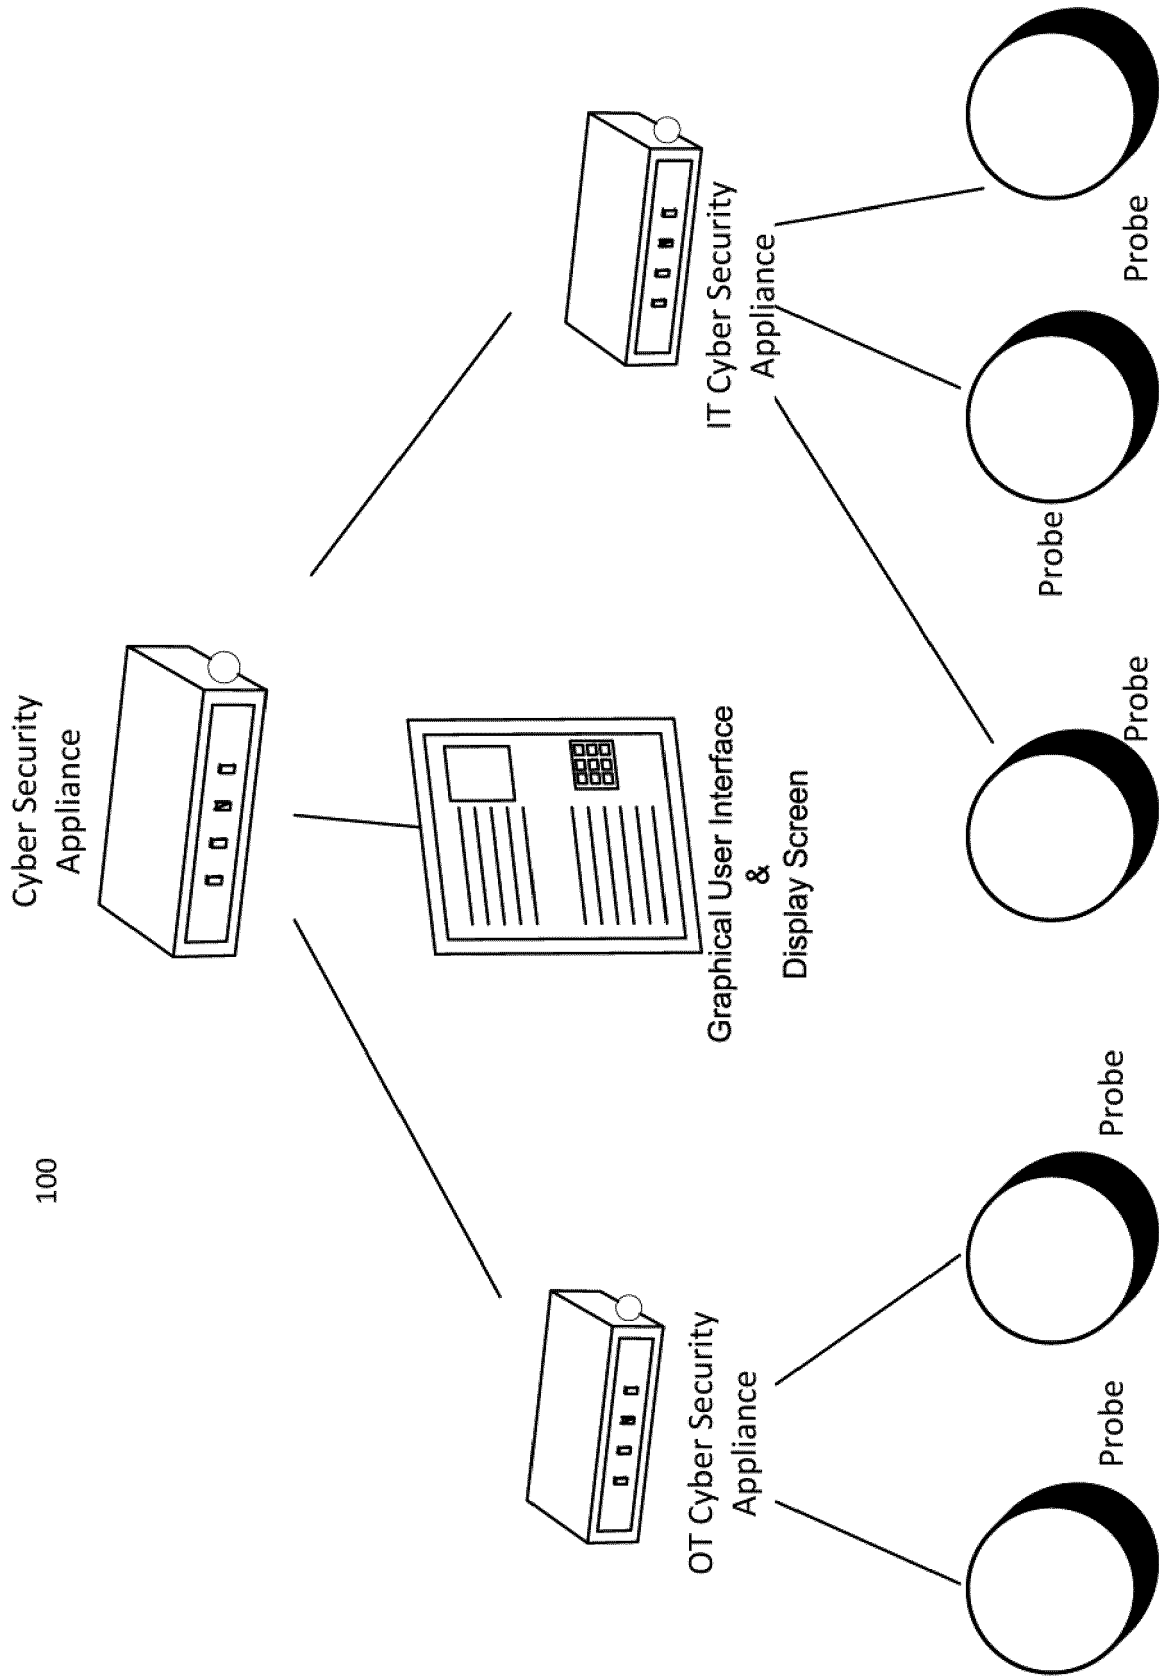 100
Cyber Security
Appliance
Graphical User Interface
&
Display Screen
OT Cyber Security
Appliance
IT Cyber Security
Appliance
Probe
Probe
Probe
Probe
Probe